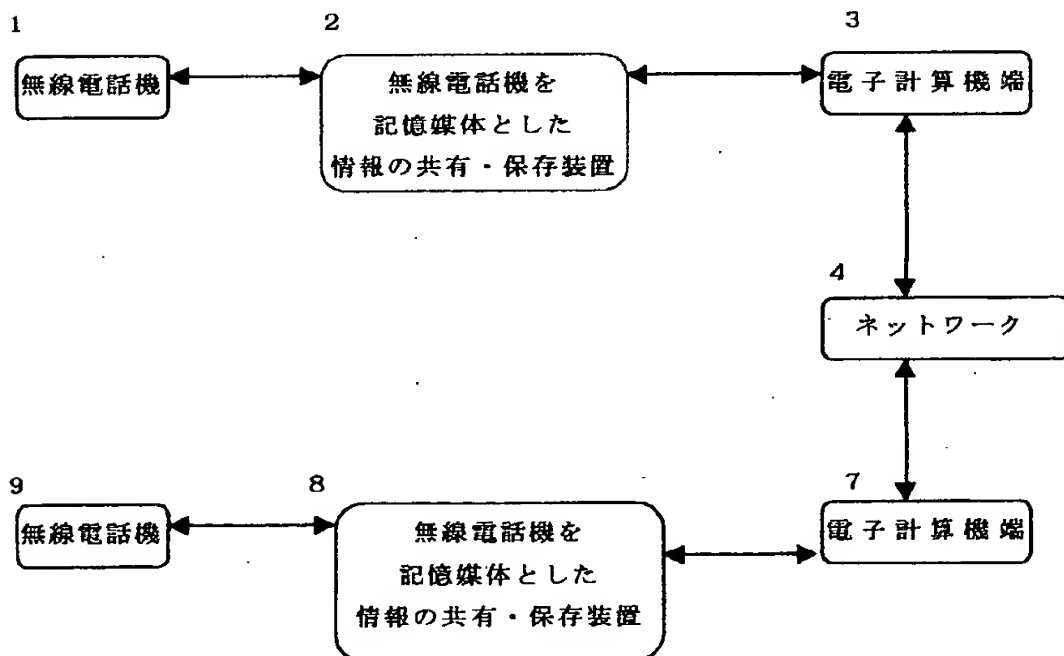 1
2
3
無線電話機
無線電話機を
記憶媒体とした
情報の共有・保存装置
電子計算機端
4
ネットワーク
9
8
7
無線電話機
無線電話機を
記憶媒体とした
情報の共有・保存装置
電子計算機端